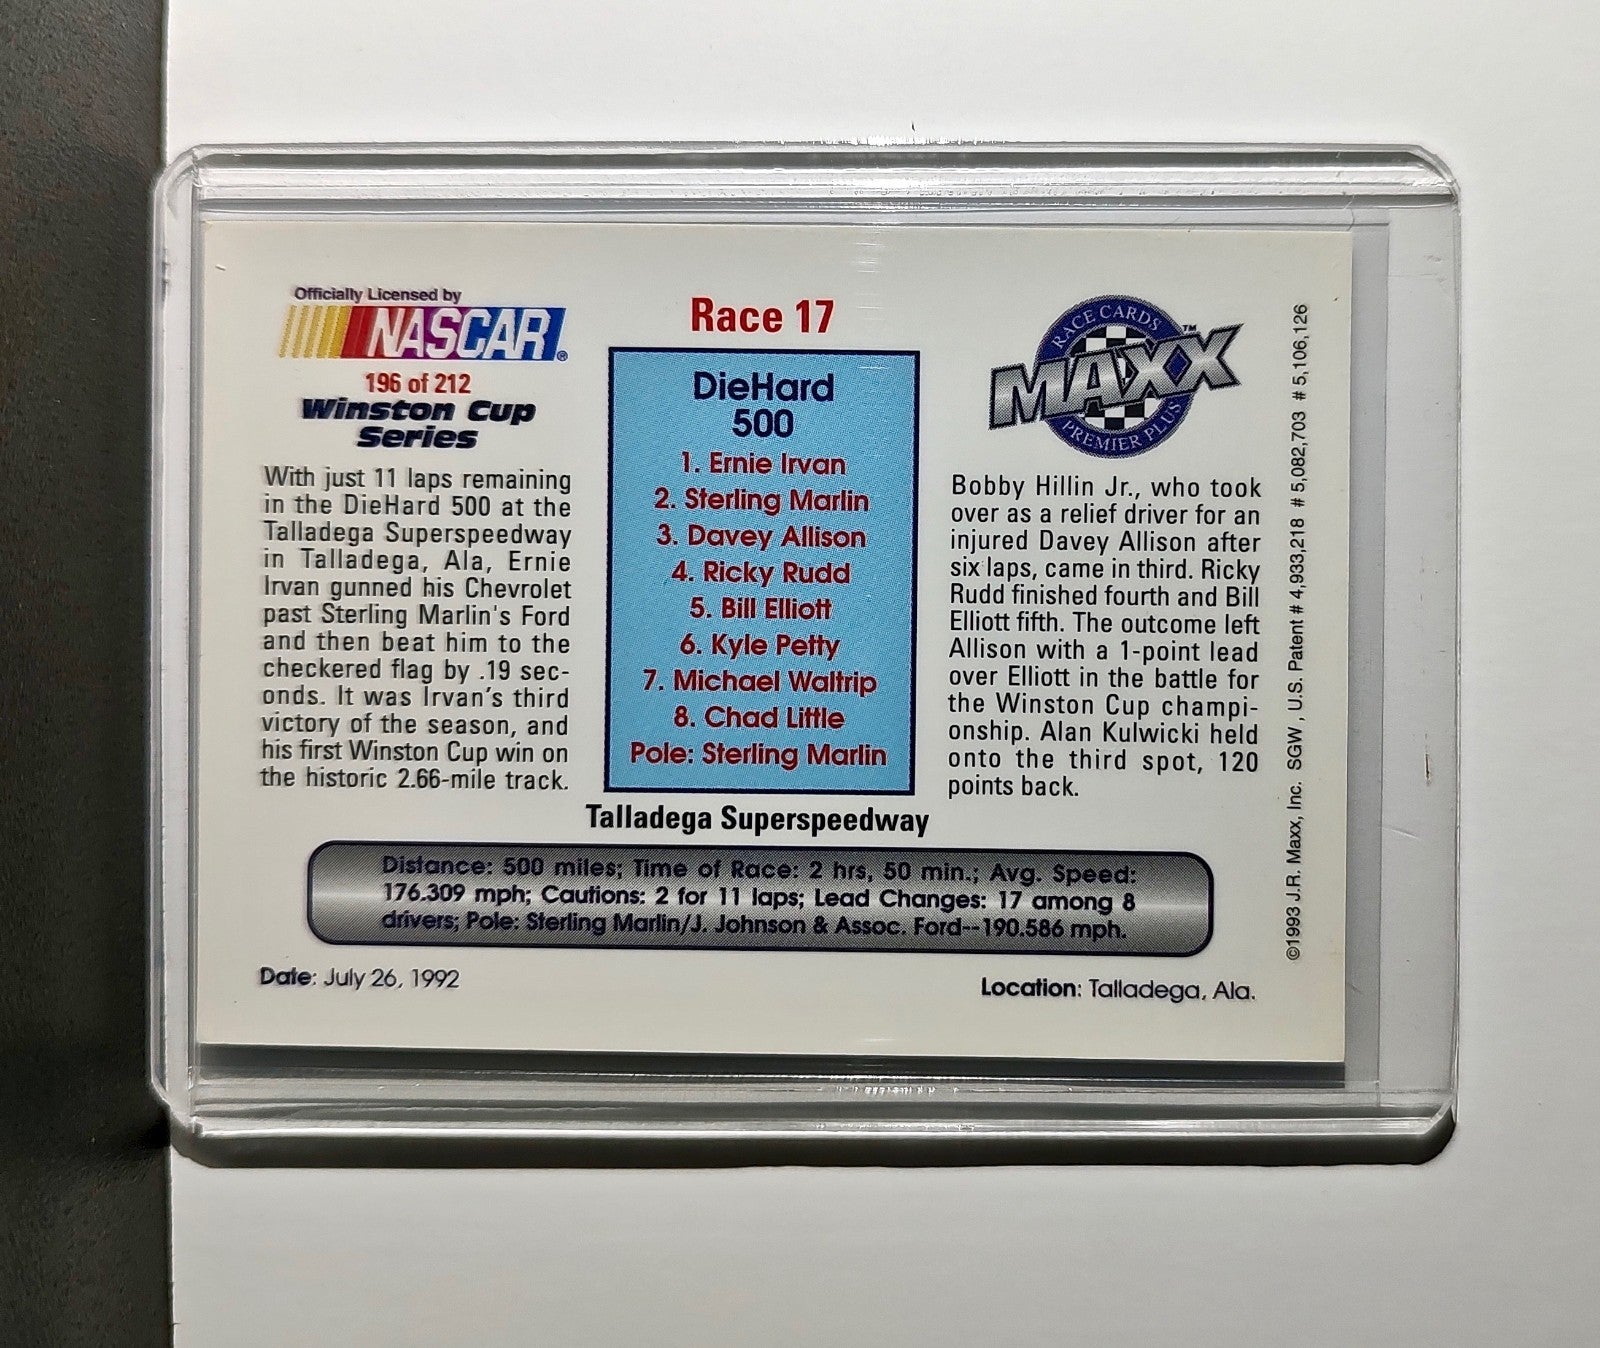 Officially Licensed by
NASCAR®
196 of 212
Winston Cup
Series
With just 11 laps remaining
in the DieHard 500 at the
Talladega Superspeedway
in Talladega, Ala, Ernie
Irvan gunned his Chevrolet
past Sterling Marlin's Ford
and then beat him to the
checkered flag by .19 sec-
onds. It was Irvan's third
victory of the season, and
his first Winston Cup win on
the historic 2.66-mile track.
Race 17
DieHard
500
1. Ernie Irvan
2. Sterling Marlin
3. Davey Allison
4. Ricky Rudd
5. Bill Elliott
6. Kyle Petty
7. Michael Waltrip
8. Chad Little
Pole: Sterling Marlin
Talladega Superspeedway
RACE CARDS
MAXX™
PREMIER PLUS
Bobby Hillin Jr., who took
over as a relief driver for an
injured Davey Allison after
six laps, came in third. Ricky
Rudd finished fourth and Bill
Elliott fifth. The outcome left
Allison with a 1-point lead
over Elliott in the battle for
the Winston Cup champi-
onship. Alan Kulwicki held
onto the third spot, 120
points back.
Distance: 500 miles; Time of Race: 2 hrs, 50 min.; Avg. Speed:
176.309 mph; Cautions: 2 for 11 laps; Lead Changes: 17 among 8
drivers; Pole: Sterling Marlin/J. Johnson & Assoc. Ford--190.586 mph.
Date: July 26, 1992
Location: Talladega, Ala.
©1993 J.R. Maxx, Inc. SGW, U.S. Patent # 4,933,218 # 5,082,703 # 5,106,126